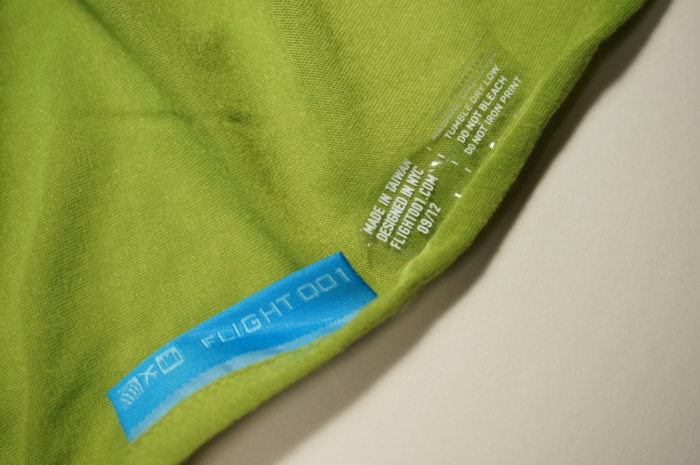 TUMBLE DRY LOW
DO NOT BLEACH
DO NOT IRON PRINT
MADE IN TAIWAN
DESIGNED IN NYC
FLIGHT001.COM
09/12
FLIGHT 001